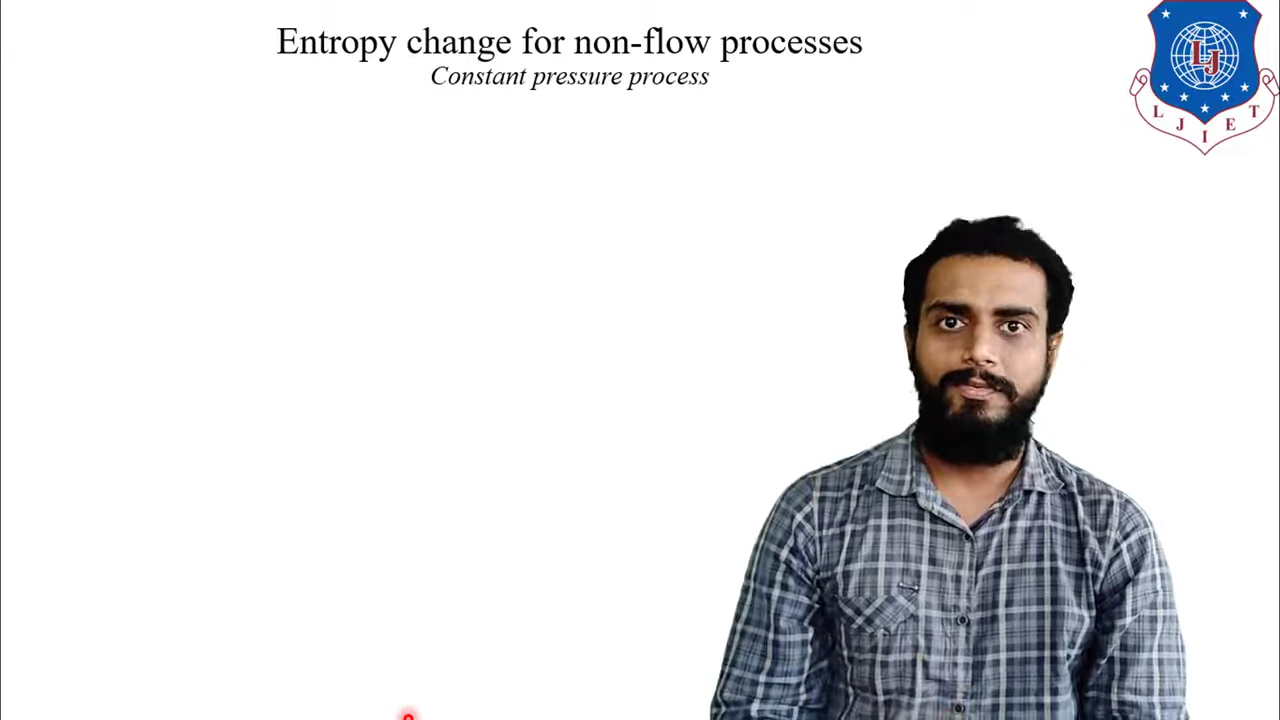 Entropy change for non-flow processes
Constant pressure process
LJ
L J I E T